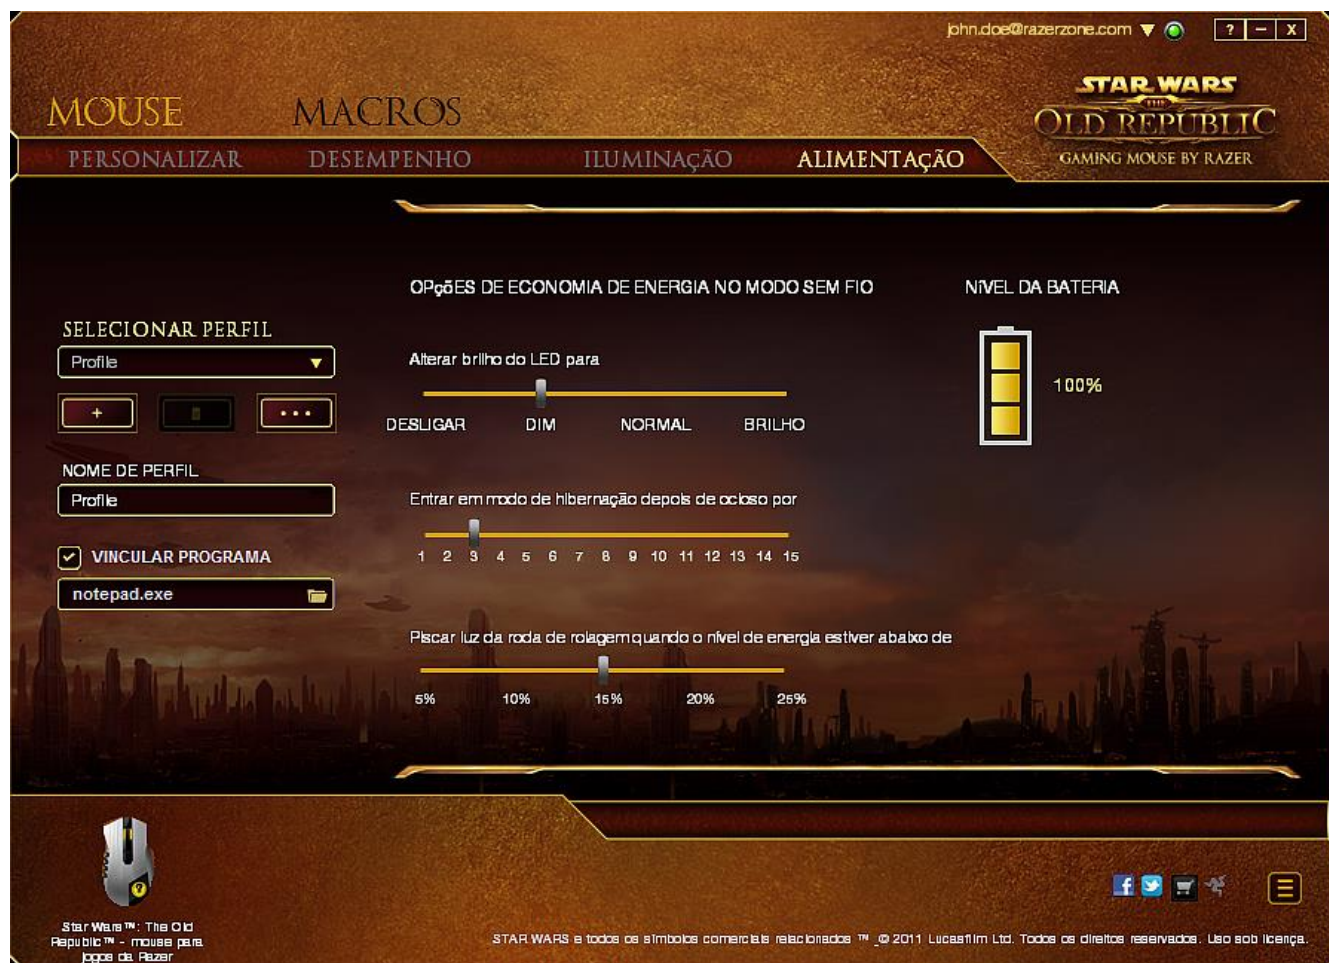 john.doe@razerzone.com
? – X
STAR WARS
THE
OLD REPUBLIC
GAMING MOUSE BY RAZER
MOUSE MACROS
PERSONALIZAR DESEMPENHO ILUMINAçÃO ALIMENTAçÃO
OPçõES DE ECONOMIA DE ENERGIA NO MODO SEM FIO
NíVEL DA BATERIA
SELECIONAR PERFIL
Profile
+ ...
NOME DE PERFIL
Profile
VINCULAR PROGRAMA
notepad.exe
Alterar brilho do LED para
DESLIGAR DIM NORMAL BRILHO
100%
Entrar em modo de hibernação depois de ocioso por
1 2 3 4 5 6 7 8 9 10 11 12 13 14 15
Piscar luz da roda de rolagem quando o nível de energia estiver abaixo de
5% 10% 15% 20% 25%
Star Wars™: The Old
Republic™ - mouse para
jogos da Razer
STAR WARS e todos os símbolos comerciais relacionados ™ _© 2011 Lucasfilm Ltd. Todos os direitos reservados. Uso sob licença.